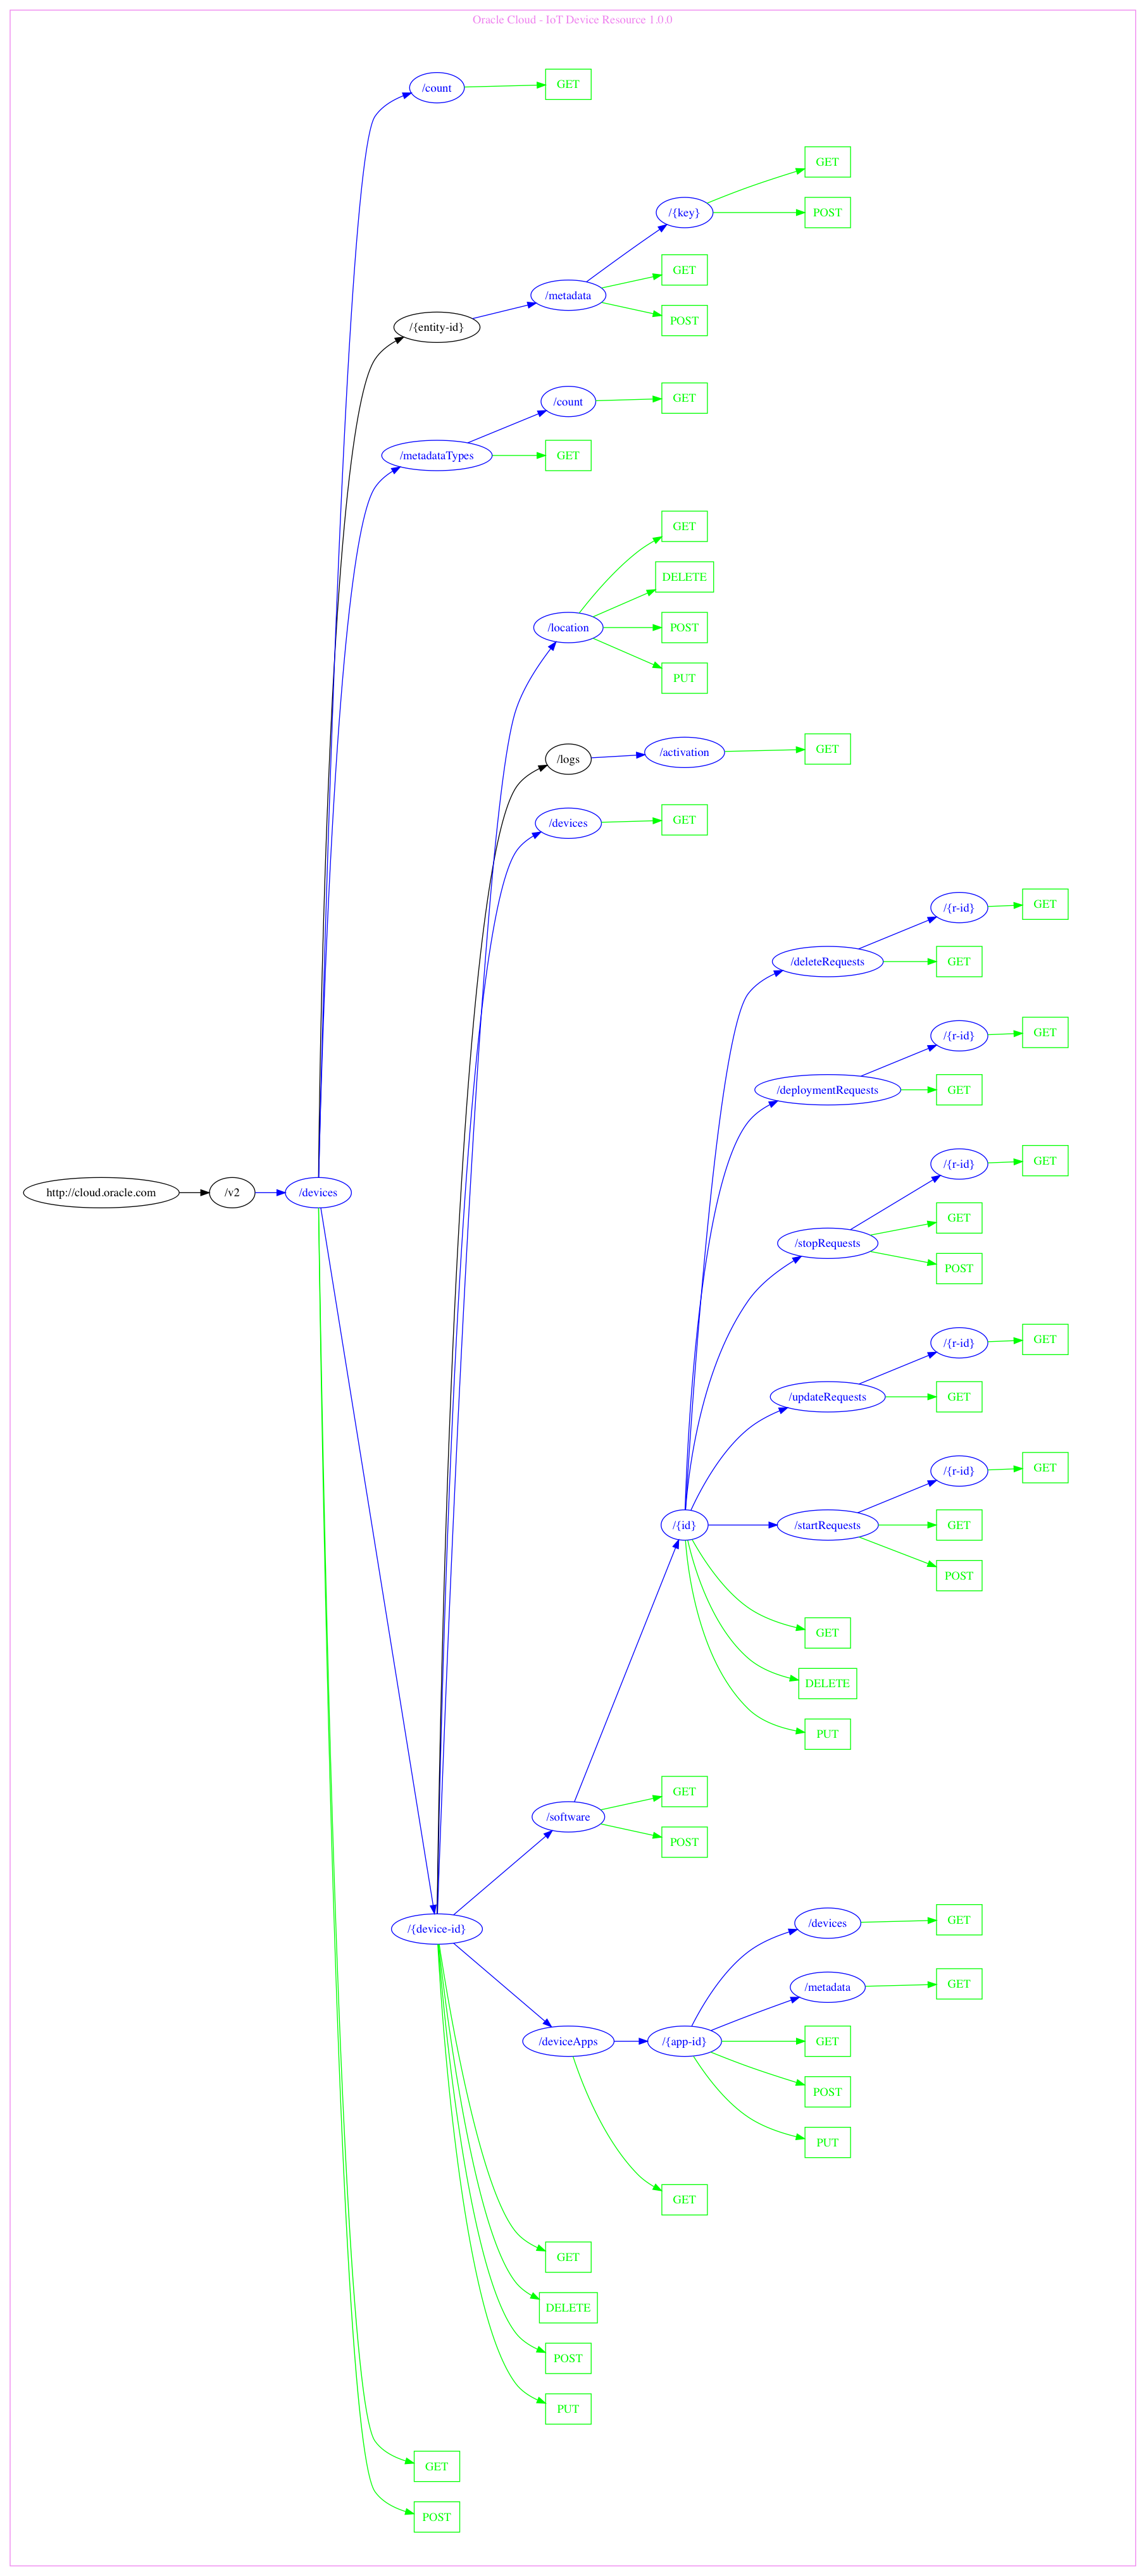 Oracle Cloud - IoT Device Resource 1.0.0
/count
GET
GET
/{key}
POST
GET
/metadata
POST
/{entity-id}
/count
GET
/metadataTypes
GET
GET
DELETE
/location
POST
PUT
/logs
/activation
GET
/devices
GET
/{r-id}
GET
/deleteRequests
GET
/{r-id}
GET
/deploymentRequests
GET
/{r-id}
GET
http://cloud.oracle.com
/v2
/devices
GET
/stopRequests
POST
/{r-id}
GET
/updateRequests
GET
/{r-id}
GET
/{id}
/startRequests
GET
POST
GET
DELETE
PUT
GET
/software
POST
/{device-id}
/devices
GET
/metadata
GET
/deviceApps
/{app-id}
GET
POST
PUT
GET
GET
DELETE
POST
PUT
GET
POST